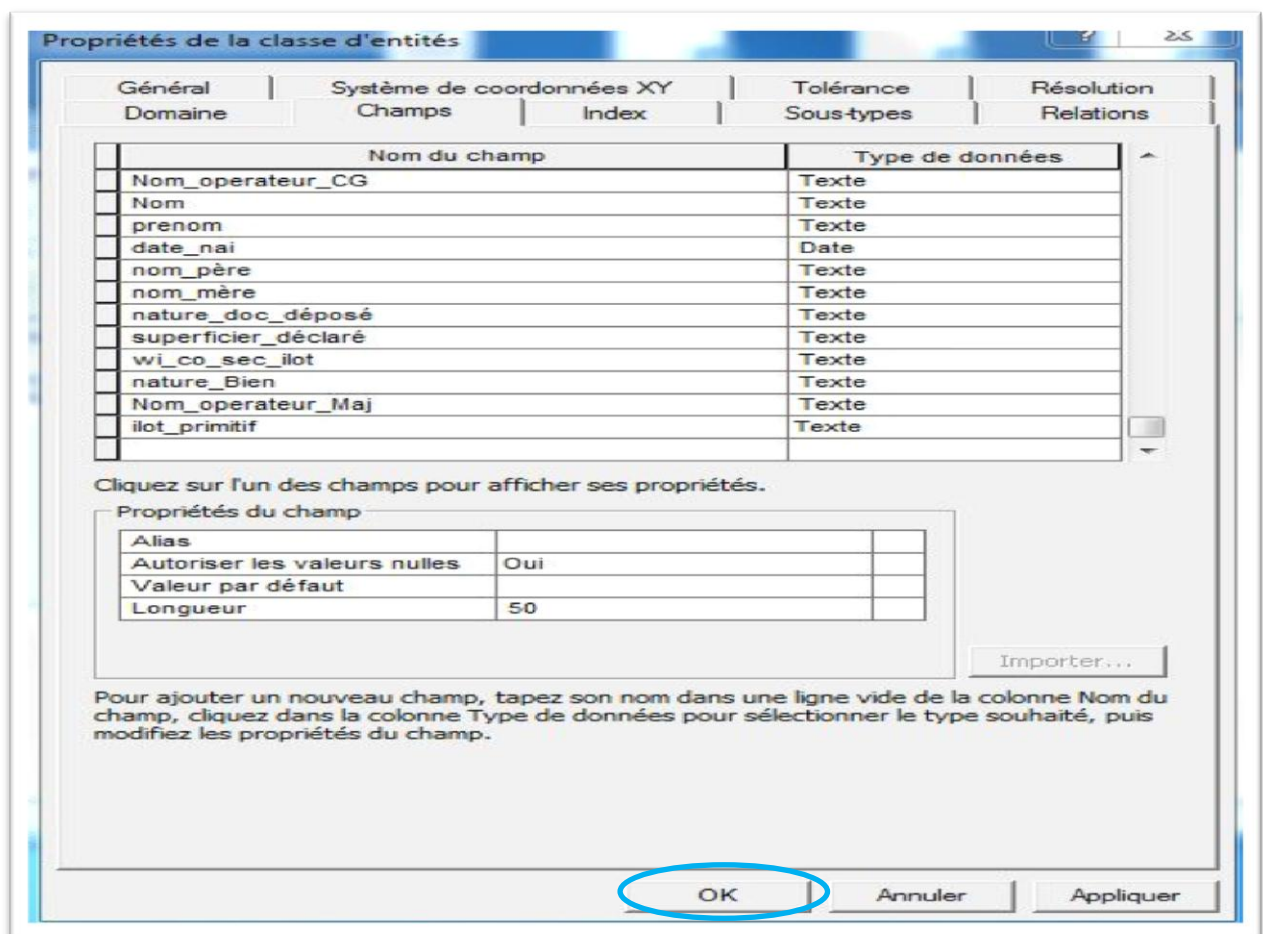 Propriétés de la classe d'entités
Général Système de coordonnées XY Tolérance Résolution
Domaine Champs Index Sous-types Relations
Nom du champ Type de données
Nom_operateur_CG Texte
Nom Texte
prenom Texte
date_nai Date
nom_père Texte
nom_mère Texte
nature_doc_déposé Texte
superficier_déclaré Texte
wi_co_sec_ilot Texte
nature_Bien Texte
Nom_operateur_Maj Texte
ilot_primitif Texte
Cliquez sur l'un des champs pour afficher ses propriétés.
Propriétés du champ
Alias
Autoriser les valeurs nulles Oui
Valeur par défaut
Longueur 50
Importer...
Pour ajouter un nouveau champ, tapez son nom dans une ligne vide de la colonne Nom du
champ, cliquez dans la colonne Type de données pour sélectionner le type souhaité, puis
modifiez les propriétés du champ.
OK Annuler Appliquer